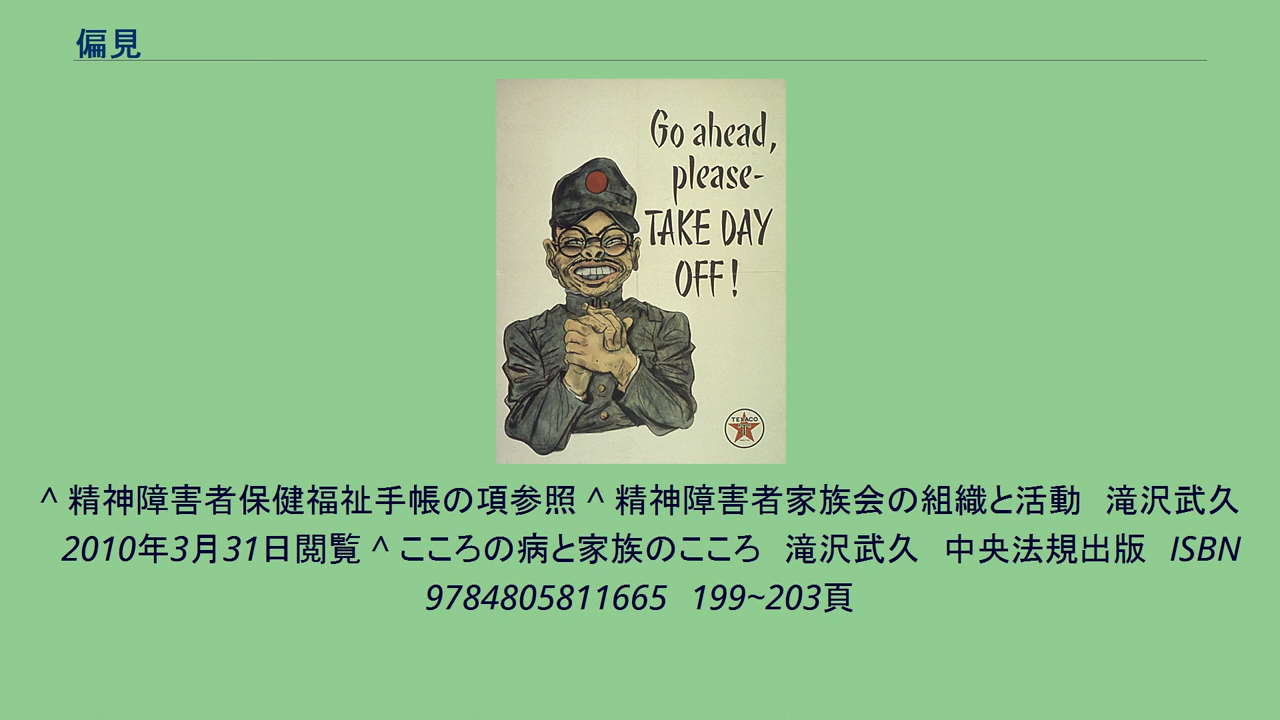 偏見
Go ahead,
please-
TAKE DAY
OFF!
TEXACO
T
^ 精神障害者保健福祉手帳の項参照 ^ 精神障害者家族会の組織と活動　滝沢武久
2010年3月31日閲覧 ^ こころの病と家族のこころ　滝沢武久　中央法規出版　ISBN
9784805811665　199~203頁